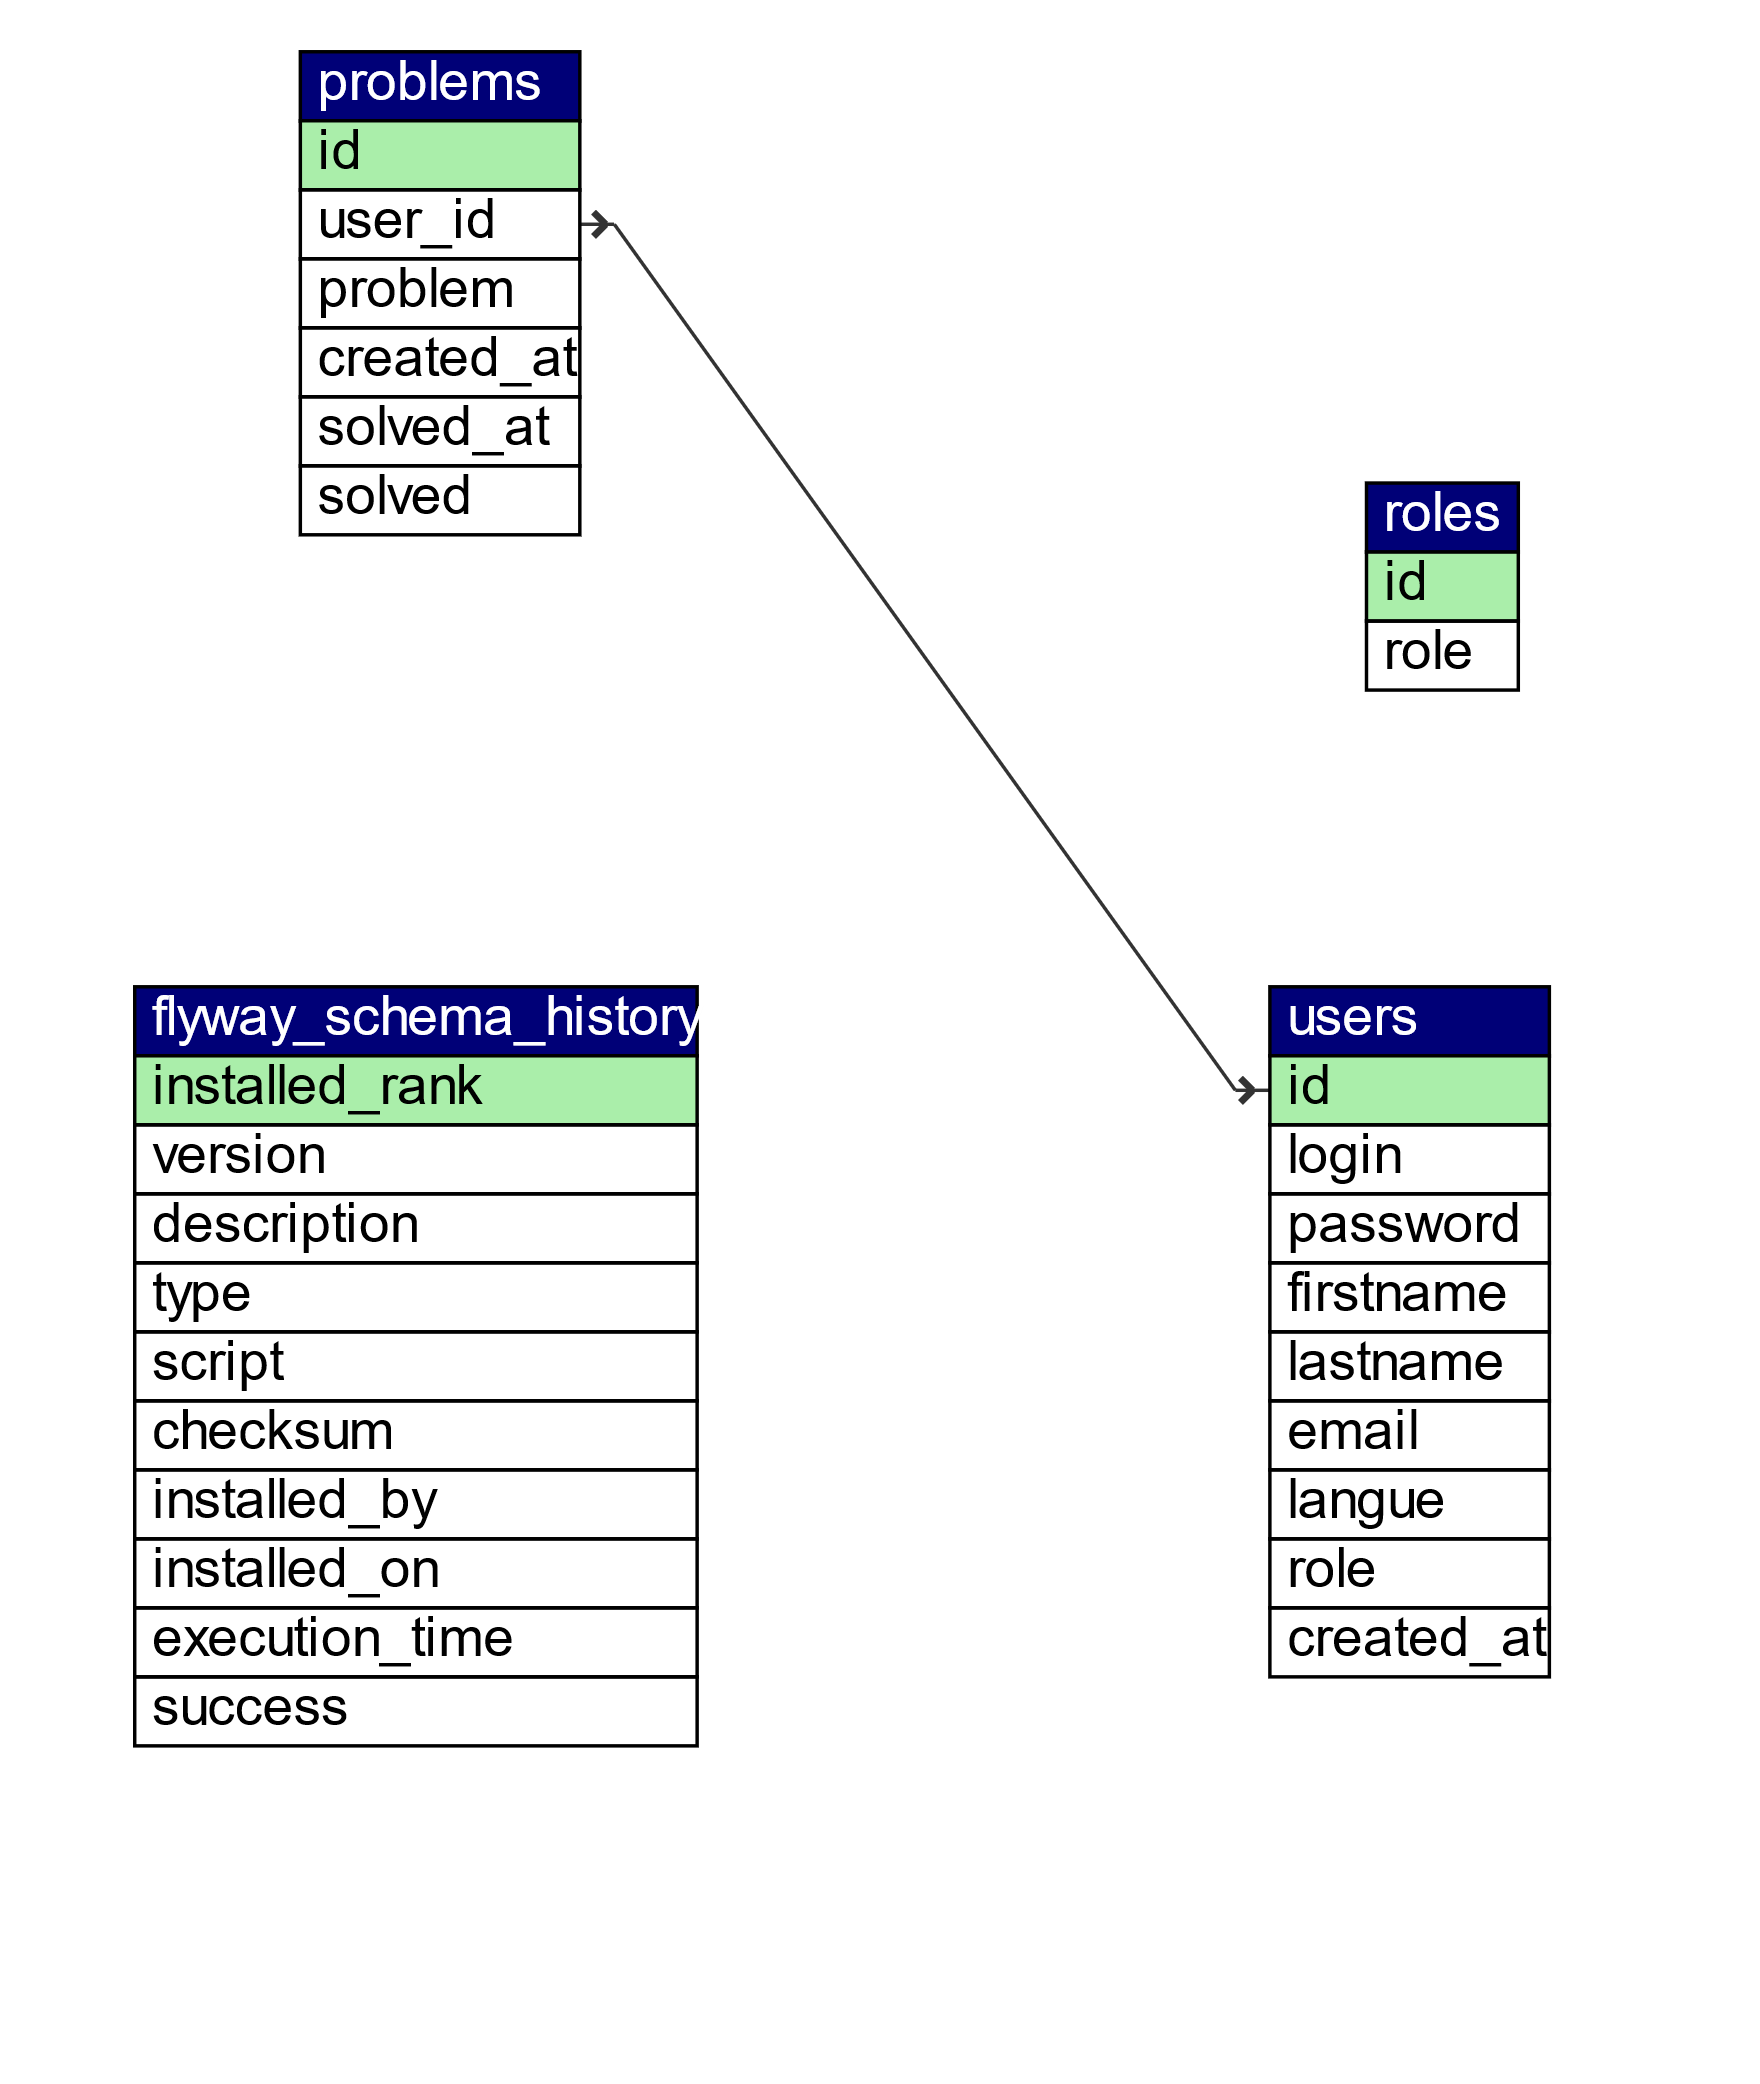 problems
id
user_id
problem
created_at
solved_at
solved
roles
id
role
flyway_schema_history
installed_rank
version
description
type
script
checksum
installed_by
installed_on
execution_time
success
users
id
login
password
firstname
lastname
email
langue
role
created_at